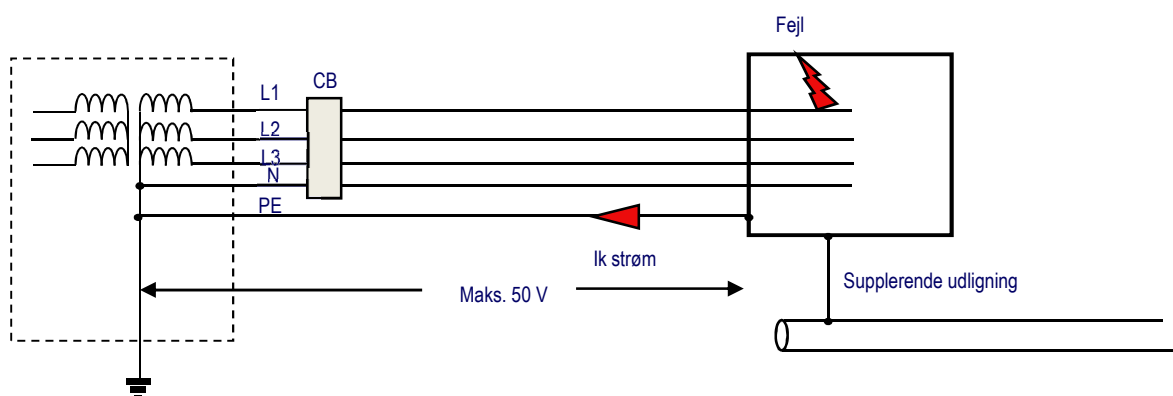 Fejl
CB
L1
L2
L3
N
PE
Ik strøm
Maks. 50 V
Supplerende udligning